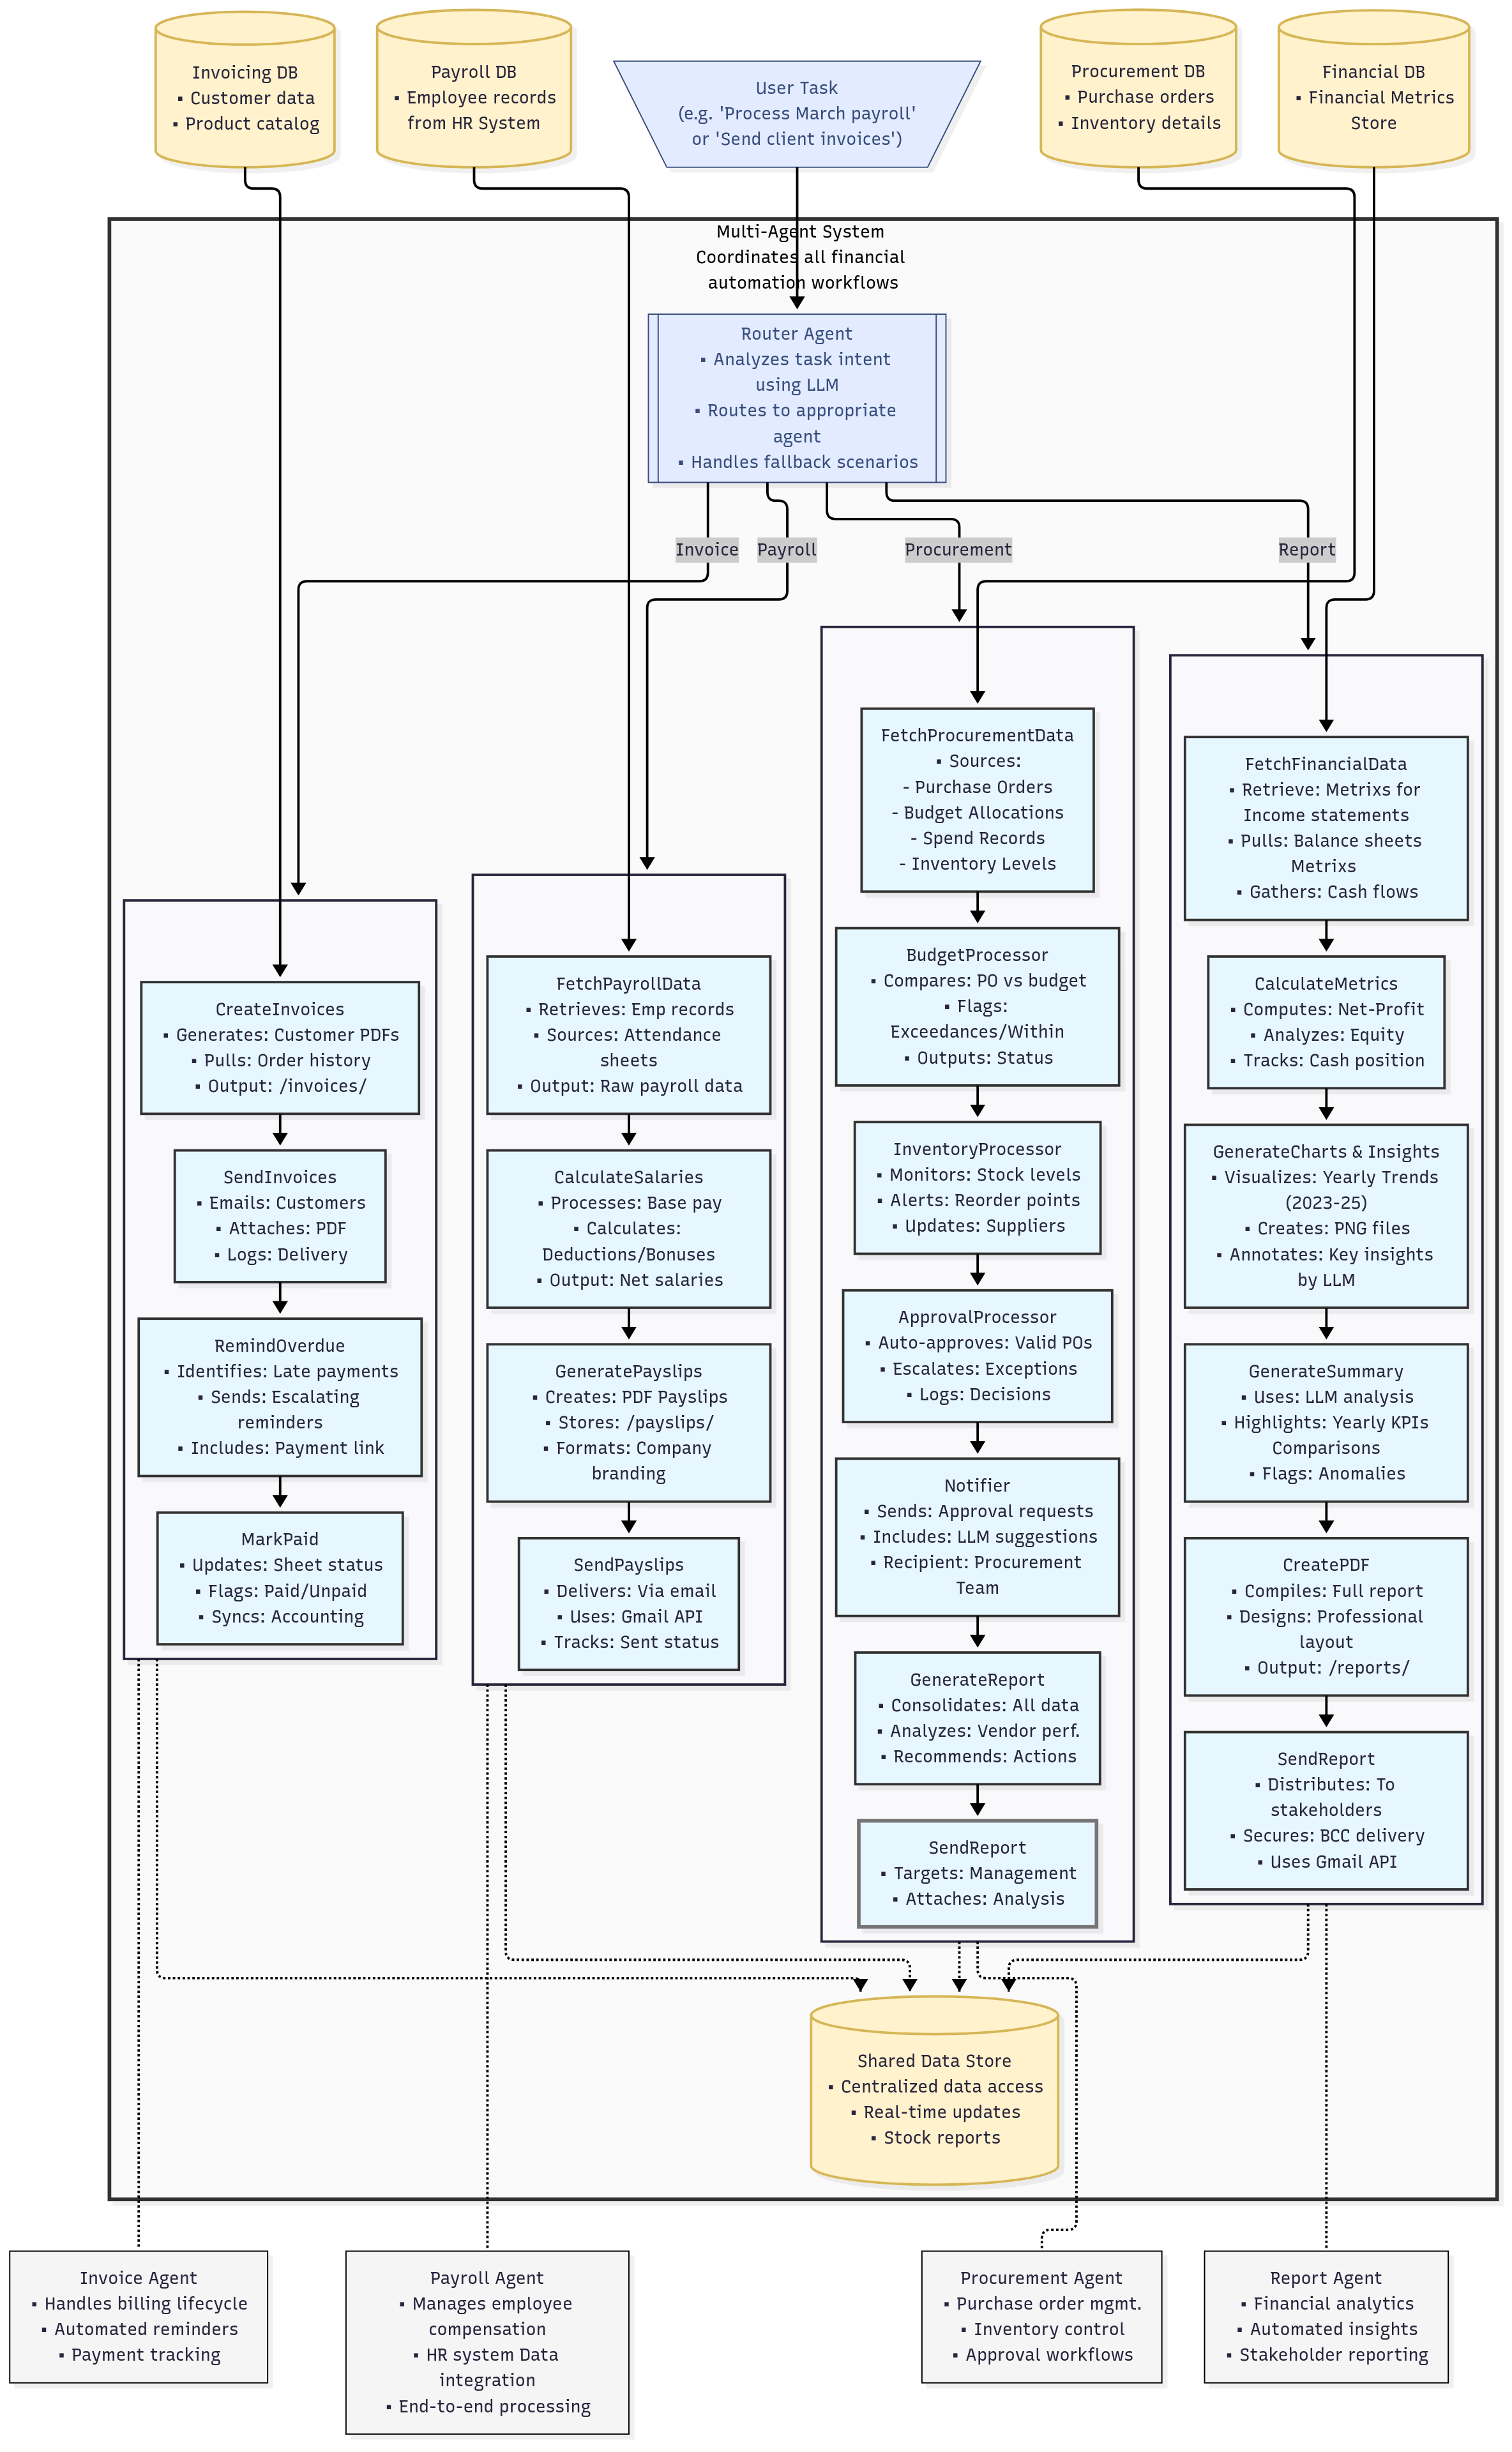 Invoicing DB
▪ Customer data
▪ Product catalog
Payroll DB
▪ Employee records
from HR System
User Task
(e.g. 'Process March payroll'
or 'Send client invoices')
Procurement DB
▪ Purchase orders
▪ Inventory details
Financial DB
▪ Financial Metrics
Store
Multi-Agent System
Coordinates all financial
automation workflows
Router Agent
▪ Analyzes task intent
using LLM
▪ Routes to appropriate
agent
▪ Handles fallback scenarios
Invoice
Payroll
Procurement
Report
CreateInvoices
▪ Generates: Customer PDFs
▪ Pulls: Order history
▪ Output: /invoices/
SendInvoices
▪ Emails: Customers
▪ Attaches: PDF
▪ Logs: Delivery
RemindOverdue
▪ Identifies: Late payments
▪ Sends: Escalating
reminders
▪ Includes: Payment link
MarkPaid
▪ Updates: Sheet status
▪ Flags: Paid/Unpaid
▪ Syncs: Accounting
FetchPayrollData
▪ Retrieves: Emp records
▪ Sources: Attendance
sheets
▪ Output: Raw payroll data
CalculateSalaries
▪ Processes: Base pay
▪ Calculates:
Deductions/Bonuses
▪ Output: Net salaries
GeneratePayslips
▪ Creates: PDF Payslips
▪ Stores: /payslips/
▪ Formats: Company
branding
SendPayslips
▪ Delivers: Via email
▪ Uses: Gmail API
▪ Tracks: Sent status
FetchProcurementData
▪ Sources:
- Purchase Orders
- Budget Allocations
- Spend Records
- Inventory Levels
BudgetProcessor
▪ Compares: PO vs budget
▪ Flags:
Exceedances/Within
▪ Outputs: Status
InventoryProcessor
▪ Monitors: Stock levels
▪ Alerts: Reorder points
▪ Updates: Suppliers
ApprovalProcessor
▪ Auto-approves: Valid POs
▪ Escalates: Exceptions
▪ Logs: Decisions
Notifier
▪ Sends: Approval requests
▪ Includes: LLM suggestions
▪ Recipient: Procurement
Team
GenerateReport
▪ Consolidates: All data
▪ Analyzes: Vendor perf.
▪ Recommends: Actions
SendReport
▪ Targets: Management
▪ Attaches: Analysis
FetchFinancialData
▪ Retrieve: Metrixs for
Income statements
▪ Pulls: Balance sheets
Metrixs
▪ Gathers: Cash flows
CalculateMetrics
▪ Computes: Net-Profit
▪ Analyzes: Equity
▪ Tracks: Cash position
GenerateCharts & Insights
▪ Visualizes: Yearly Trends
(2023-25)
▪ Creates: PNG files
▪ Annotates: Key insights
by LLM
GenerateSummary
▪ Uses: LLM analysis
▪ Highlights: Yearly KPIs
Comparisons
▪ Flags: Anomalies
CreatePDF
▪ Compiles: Full report
▪ Designs: Professional
layout
▪ Output: /reports/
SendReport
▪ Distributes: To
stakeholders
▪ Secures: BCC delivery
▪ Uses Gmail API
Shared Data Store
▪ Centralized data access
▪ Real-time updates
▪ Stock reports
Invoice Agent
▪ Handles billing lifecycle
▪ Automated reminders
▪ Payment tracking
Payroll Agent
▪ Manages employee
compensation
▪ HR system Data
integration
▪ End-to-end processing
Procurement Agent
▪ Purchase order mgmt.
▪ Inventory control
▪ Approval workflows
Report Agent
▪ Financial analytics
▪ Automated insights
▪ Stakeholder reporting